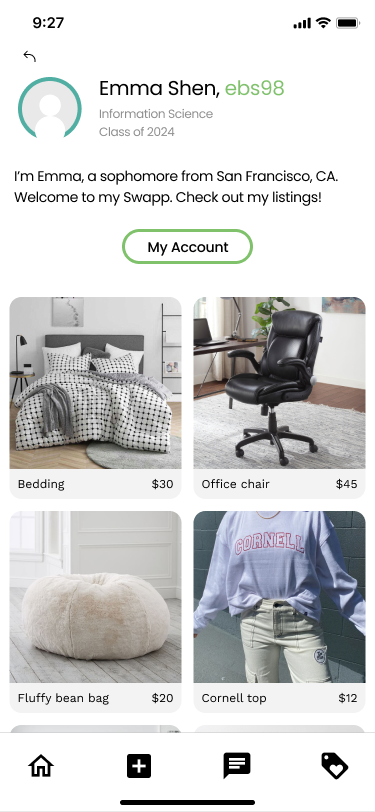 9:27
Emma Shen, ebs98
Information Science
Class of 2024
I’m Emma, a sophomore from San Francisco, CA.
Welcome to my Swapp. Check out my listings!
My Account
Bedding $30
Office chair $45
CORNELL
Fluffy bean bag $20
Cornell top $12